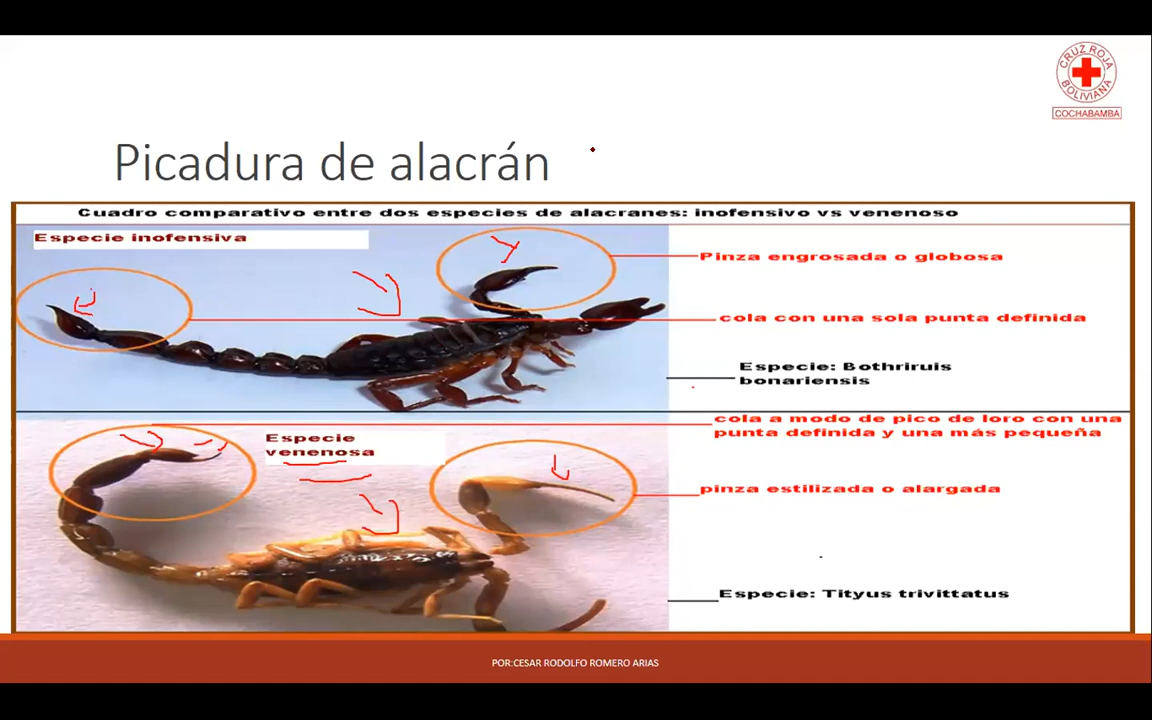 CRUZ ROJA
BOLIVIANA
COCHABAMBA
Picadura de alacrán
Cuadro comparativo entre dos especies de alacranes: inofensivo vs venenoso
Especie inofensiva
Pinza engrosada o globosa
cola con una sola punta definida
Especie: Bothriruis
bonariensis
cola a modo de pico de loro con una
punta definida y una más pequeña
Especie
venenosa
pinza estilizada o alargada
Especie: Tityus trivittatus
POR:CESAR RODOLFO ROMERO ARIAS